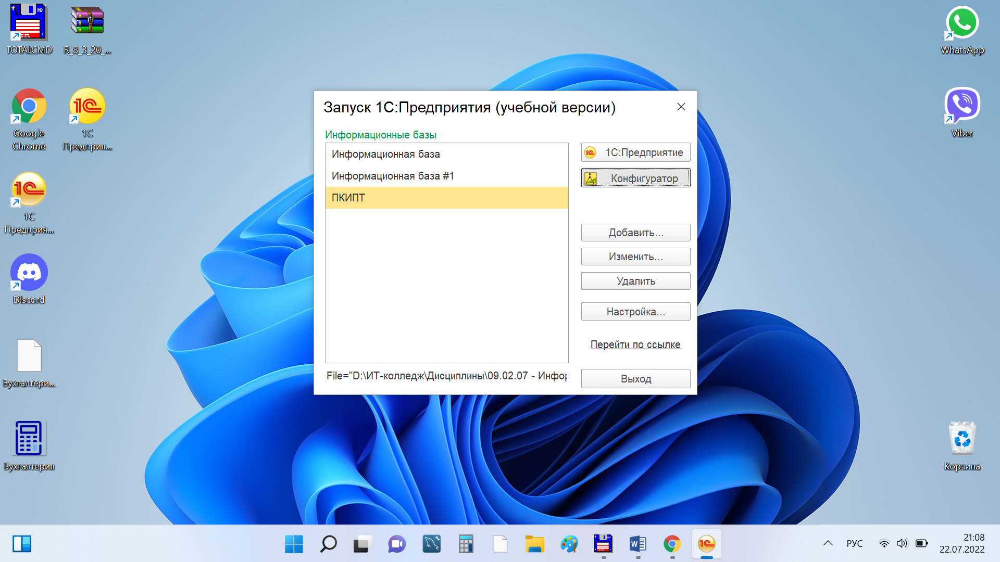 TOTALCMD
R_8_3_20_...
WhatsApp
Google
Chrome
1С
Предприя...
Viber
1С
Предприя...
Discord
Бухгалтери...
Бухгалтерия
Корзина
Запуск 1С:Предприятия (учебной версии)
Информационные базы
Информационная база
Информационная база #1
ПКИПТ
1С:Предприятие
Конфигуратор
Добавить...
Изменить...
Удалить
Настройка...
Перейти по ссылке
File="D:\ИТ-колледж\Дисциплины\09.02.07 - Инфор
Выход
РУС
21:08
22.07.2022